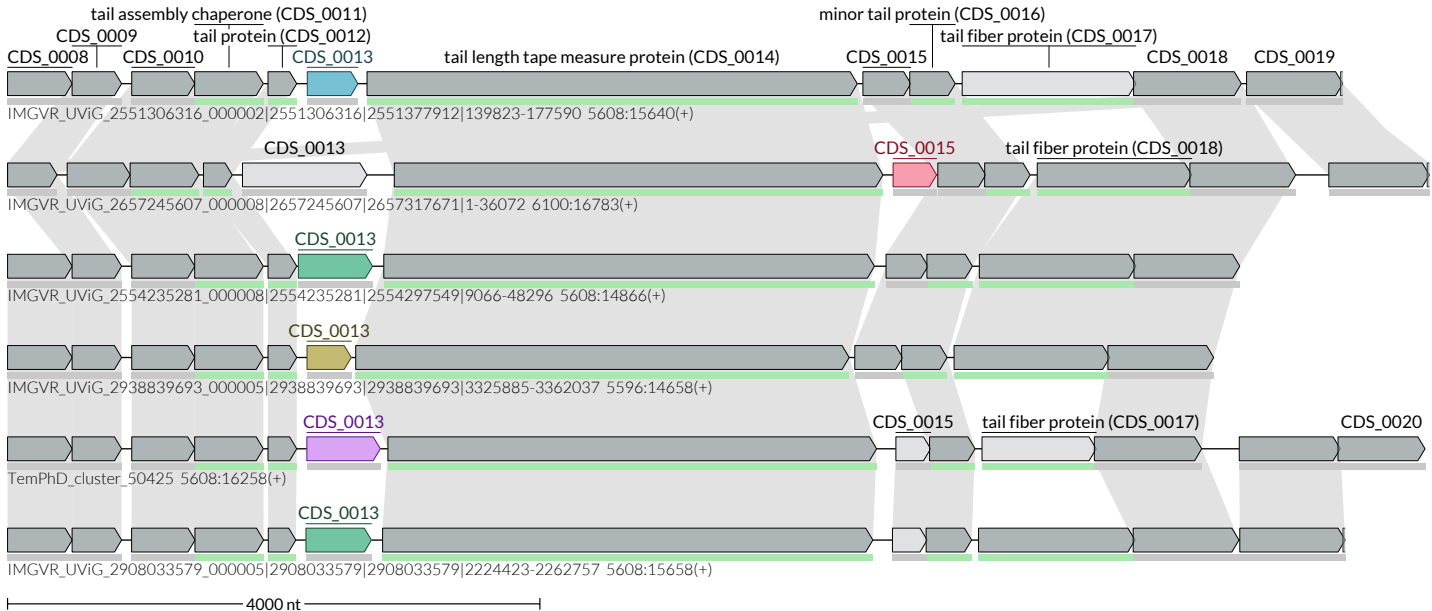 tail assembly chaperone (CDS_0011)
minor tail protein (CDS_0016)
CDS_0009
tail protein (CDS_0012)
tail fiber protein (CDS_0017)
CDS_0008
CDS_0010
CDS_0013
tail length tape measure protein (CDS_0014)
CDS_0015
CDS_0018
CDS_0019
IMGVR_UViG_2551306316_000002|2551306316|2551377912|139823-177590 5608:15640(+)
CDS_0013
CDS_0015
tail fiber protein (CDS_0018)
IMGVR_UViG_2657245607_000008|2657245607|2657317671|1-36072 6100:16783(+)
CDS_0013
IMGVR_UViG_2554235281_000008|2554235281|2554297549|9066-48296 5608:14866(+)
CDS_0013
IMGVR_UViG_2938839693_000005|2938839693|2938839693|3325885-3362037 5596:14658(+)
CDS_0013
CDS_0015
tail fiber protein (CDS_0017)
CDS_0020
TemPhD_cluster_50425 5608:16258(+)
CDS_0013
IMGVR_UViG_2908033579_000005|2908033579|2908033579|2224423-2262757 5608:15658(+)
4000 nt